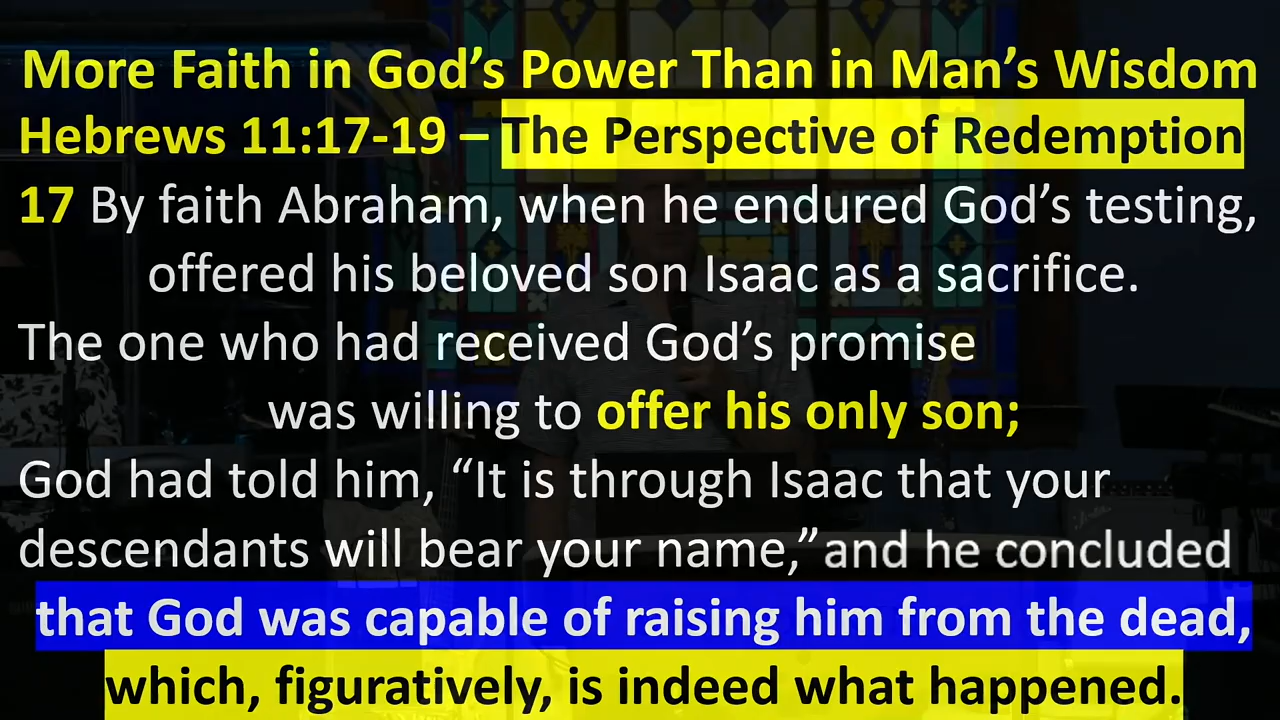 More Faith in God’s Power Than in Man’s Wisdom
Hebrews 11:17-19 – The Perspective of Redemption
17 By faith Abraham, when he endured God’s testing,
offered his beloved son Isaac as a sacrifice.
The one who had received God’s promise
was willing to offer his only son;
God had told him, “It is through Isaac that your
descendants will bear your name,” and he concluded
that God was capable of raising him from the dead,
which, figuratively, is indeed what happened.